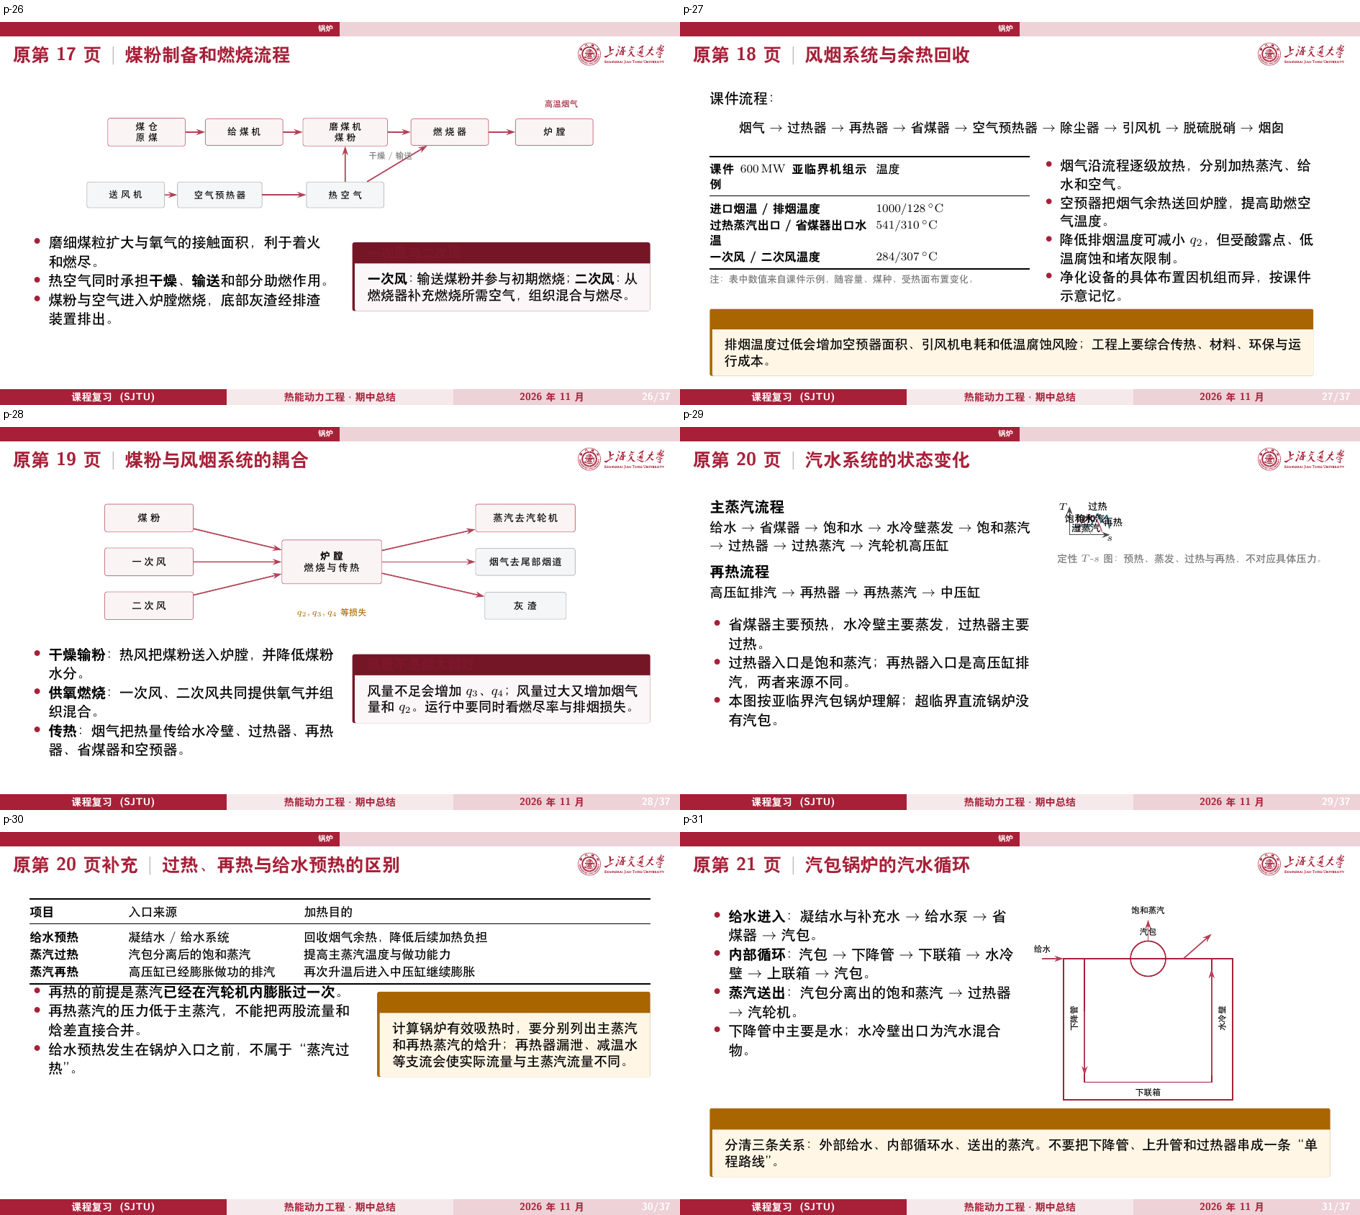 p-26
锅炉
原第 17 页 | 煤粉制备和燃烧流程
上海交通大学
SHANGHAI JIAO TONG UNIVERSITY
高温烟气
煤仓
原煤
给煤机
磨煤机
煤粉
燃烧器
炉膛
干燥 / 输送
送风机
空气预热器
热空气
• 磨细煤粒扩大与氧气的接触面积，利于着火
和燃尽。
• 热空气同时承担干燥、输送和部分助燃作用。
• 煤粉与空气进入炉膛燃烧，底部灰渣经排渣
装置排出。
一次风：输送煤粉并参与初期燃烧；二次风：从
燃烧器补充燃烧所需空气，组织混合与燃尽。
课程复习 (SJTU)
热能动力工程 · 期中总结
2026 年 11 月
26/37
p-27
锅炉
原第 18 页 | 风烟系统与余热回收
上海交通大学
SHANGHAI JIAO TONG UNIVERSITY
课件流程：
烟气 → 过热器 → 再热器 → 省煤器 → 空气预热器 → 除尘器 → 引风机 → 脱硫脱硝 → 烟囱
课件 600 MW 亚临界机组示 温度
例
进口烟温 / 排烟温度 1000/128 °C
过热蒸汽出口 / 省煤器出口水 541/310 °C
温
一次风 / 二次风温度 284/307 °C
注：表中数值来自课件示例，随容量、煤种、受热面布置变化。
• 烟气沿流程逐级放热，分别加热蒸汽、给
水和空气。
• 空预器把烟气余热送回炉膛，提高助燃空
气温度。
• 降低排烟温度可减小 q₂，但受酸露点、低
温腐蚀和堵灰限制。
• 净化设备的具体布置因机组而异，按课件
示意记忆。
排烟温度过低会增加空预器面积、引风机电耗和低温腐蚀风险；工程上要综合传热、材料、环保与运
行成本。
课程复习 (SJTU)
热能动力工程 · 期中总结
2026 年 11 月
27/37
p-28
锅炉
原第 19 页 | 煤粉与风烟系统的耦合
上海交通大学
SHANGHAI JIAO TONG UNIVERSITY
煤粉
一次风
二次风
炉膛
燃烧与传热
蒸汽去汽轮机
烟气去尾部烟道
灰渣
q₂, q₃, q₄ 等损失
• 干燥输粉：热风把煤粉送入炉膛，并降低煤粉
水分。
• 供氧燃烧：一次风、二次风共同提供氧气并组
织混合。
• 传热：烟气把热量传给水冷壁、过热器、再热
器、省煤器和空预器。
风量不足会增加 q₃、q₄；风量过大又增加烟气
量和 q₂。运行中要同时看燃尽率与排烟损失。
课程复习 (SJTU)
热能动力工程 · 期中总结
2026 年 11 月
28/37
p-29
锅炉
原第 20 页 | 汽水系统的状态变化
上海交通大学
SHANGHAI JIAO TONG UNIVERSITY
主蒸汽流程
给水 → 省煤器 → 饱和水 → 水冷壁蒸发 → 饱和蒸汽
→ 过热器 → 过热蒸汽 → 汽轮机高压缸
再热流程
高压缸排汽 → 再热器 → 再热蒸汽 → 中压缸
• 省煤器主要预热，水冷壁主要蒸发，过热器主要
过热。
• 过热器入口是饱和蒸汽；再热器入口是高压缸排
汽，两者来源不同。
• 本图按亚临界汽包锅炉理解；超临界直流锅炉没
有汽包。
T
过热
再热
s
定性 T-s 图：预热、蒸发、过热与再热，不对应具体压力。
课程复习 (SJTU)
热能动力工程 · 期中总结
2026 年 11 月
29/37
p-30
锅炉
原第 20 页补充 | 过热、再热与给水预热的区别
上海交通大学
SHANGHAI JIAO TONG UNIVERSITY
项目 入口来源 加热目的
给水预热 凝结水 / 给水系统 回收烟气余热，降低后续加热负担
蒸汽过热 汽包分离后的饱和蒸汽 提高主蒸汽温度与做功能力
蒸汽再热 高压缸已经膨胀做功的排汽 再次升温后进入中压缸继续膨胀
• 再热的前提是蒸汽已经在汽轮机内膨胀过一次。
• 再热蒸汽的压力低于主蒸汽，不能把两股流量和
焓差直接合并。
• 给水预热发生在锅炉入口之前，不属于“蒸汽过
热”。
计算锅炉有效吸热时，要分别列出主蒸汽
和再热蒸汽的焓升；再热器漏泄、减温水
等支流会使实际流量与主蒸汽流量不同。
课程复习 (SJTU)
热能动力工程 · 期中总结
2026 年 11 月
30/37
p-31
锅炉
原第 21 页 | 汽包锅炉的汽水循环
上海交通大学
SHANGHAI JIAO TONG UNIVERSITY
• 给水进入：凝结水与补充水 → 给水泵 → 省
煤器 → 汽包。
• 内部循环：汽包 → 下降管 → 下联箱 → 水冷
壁 → 上联箱 → 汽包。
• 蒸汽送出：汽包分离出的饱和蒸汽 → 过热器
→ 汽轮机。
• 下降管中主要是水；水冷壁出口为汽水混合
物。
饱和蒸汽
汽包
给水
下降管
水冷壁
下联箱
分清三条关系：外部给水、内部循环水、送出的蒸汽。不要把下降管、上升管和过热器串成一条“单
程路线”。
课程复习 (SJTU)
热能动力工程 · 期中总结
2026 年 11 月
31/37